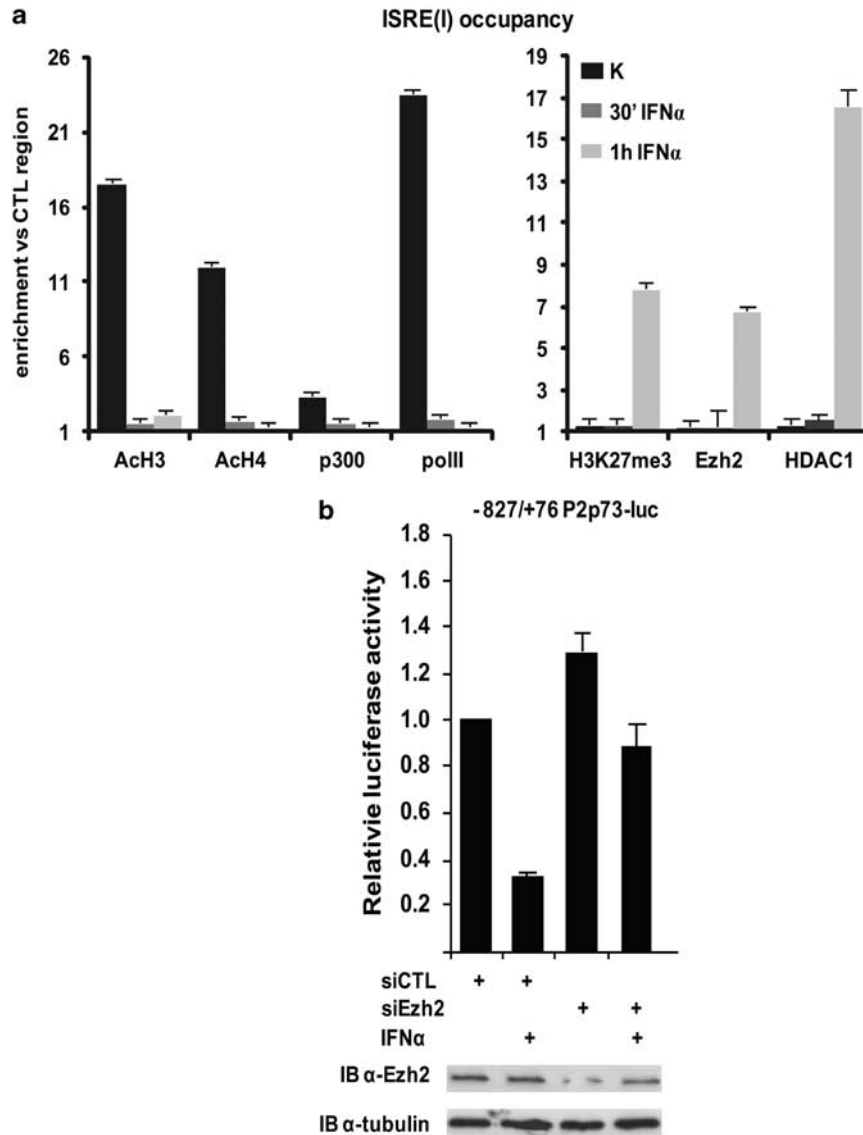 a
ISRE(I) occupancy
enrichment vs CTL region
26
21
16
11
6
1
AcH3 AcH4 p300 polII
19
17
15
13
11
9
7
5
3
1
K
30' IFNα
1h IFNα
H3K27me3 Ezh2 HDAC1
b
-827/+76 P2p73-luc
Relativie luciferase activity
1.8
1.6
1.4
1.2
1.0
0.8
0.4
0.4
0.2
siCTL + +
siEzh2 + +
IFNα + +
IB α-Ezh2
IB α-tubulin